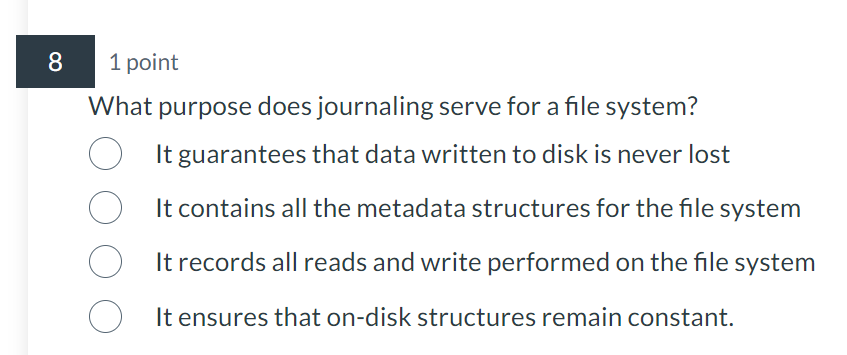 8 1 point
What purpose does journaling serve for a file system?
It guarantees that data written to disk is never lost
It contains all the metadata structures for the file system
It records all reads and write performed on the file system
It ensures that on-disk structures remain constant.